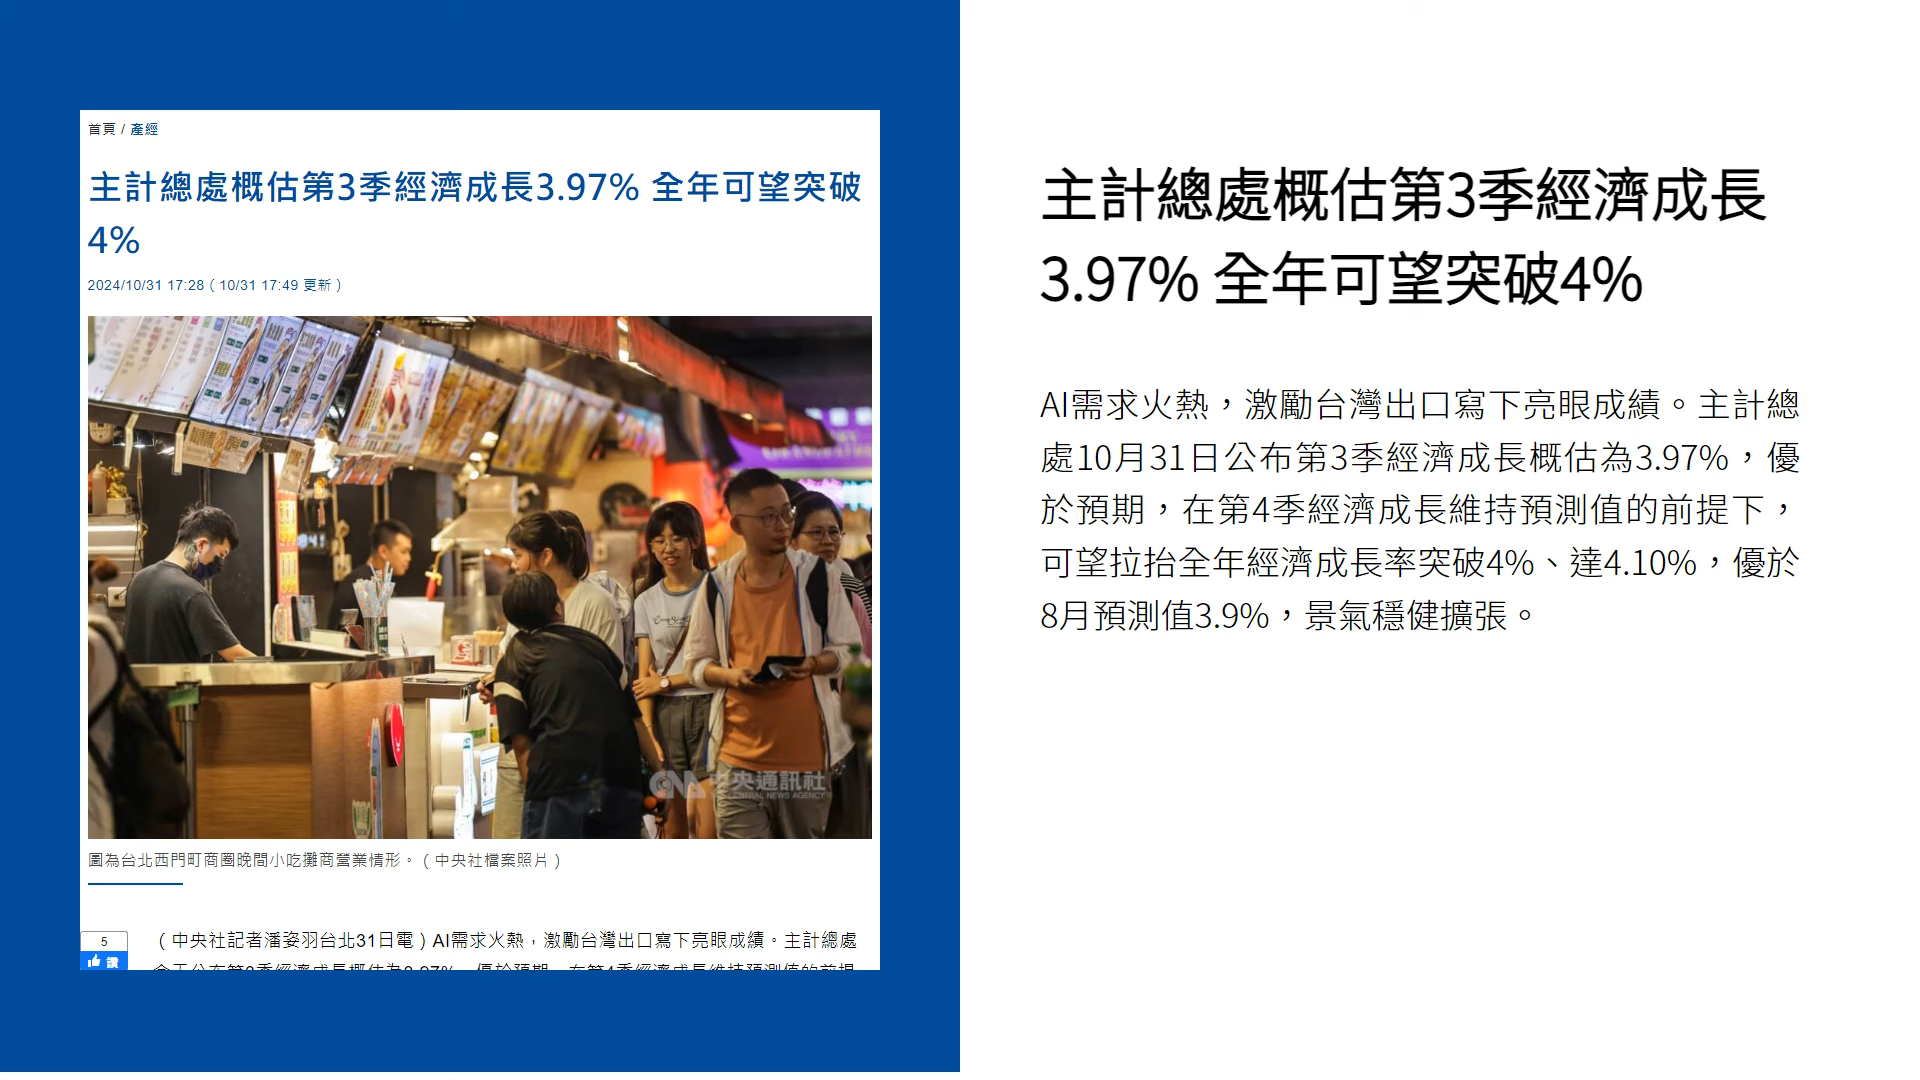 首頁 / 產經
主計總處概估第3季經濟成長3.97% 全年可望突破
4%
2024/10/31 17:28（10/31 17:49 更新）
中央通訊社
THE CENTRAL NEWS AGENCY
圖為台北西門町商圈晚間小吃攤商營業情形。（中央社檔案照片）
5
讚
（中央社記者潘姿羽台北31日電）AI需求火熱，激勵台灣出口寫下亮眼成績。主計總處
主計總處概估第3季經濟成長
3.97% 全年可望突破4%
AI需求火熱，激勵台灣出口寫下亮眼成績。主計總
處10月31日公布第3季經濟成長概估為3.97%，優
於預期，在第4季經濟成長維持預測值的前提下，
可望拉抬全年經濟成長率突破4%、達4.10%，優於
8月預測值3.9%，景氣穩健擴張。